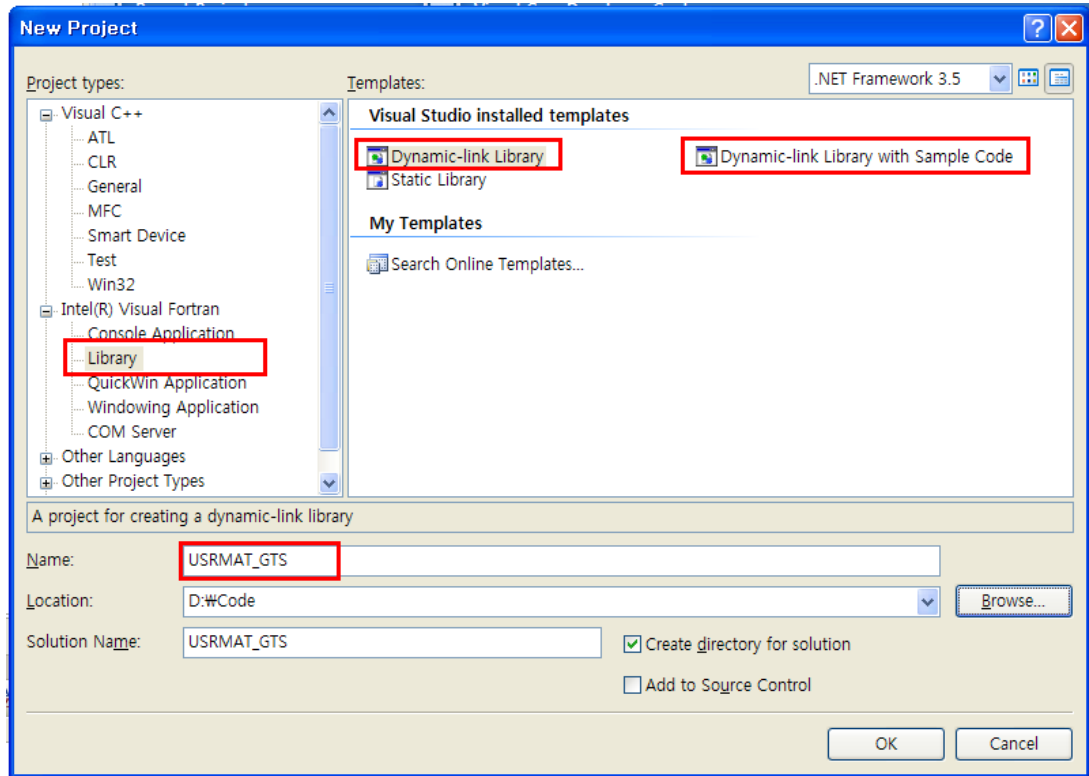 New Project
Project types:
Templates:
.NET Framework 3.5
Visual C++
ATL
CLR
General
MFC
Smart Device
Test
Win32
Intel(R) Visual Fortran
Console Application
Library
QuickWin Application
Windowing Application
COM Server
Other Languages
Other Project Types
Visual Studio installed templates
Dynamic-link Library
Dynamic-link Library with Sample Code
Static Library
My Templates
Search Online Templates...
A project for creating a dynamic-link library
Name:
USRMAT_GTS
Location:
D:₩Code
Browse...
Solution Name:
USRMAT_GTS
Create directory for solution
Add to Source Control
OK
Cancel